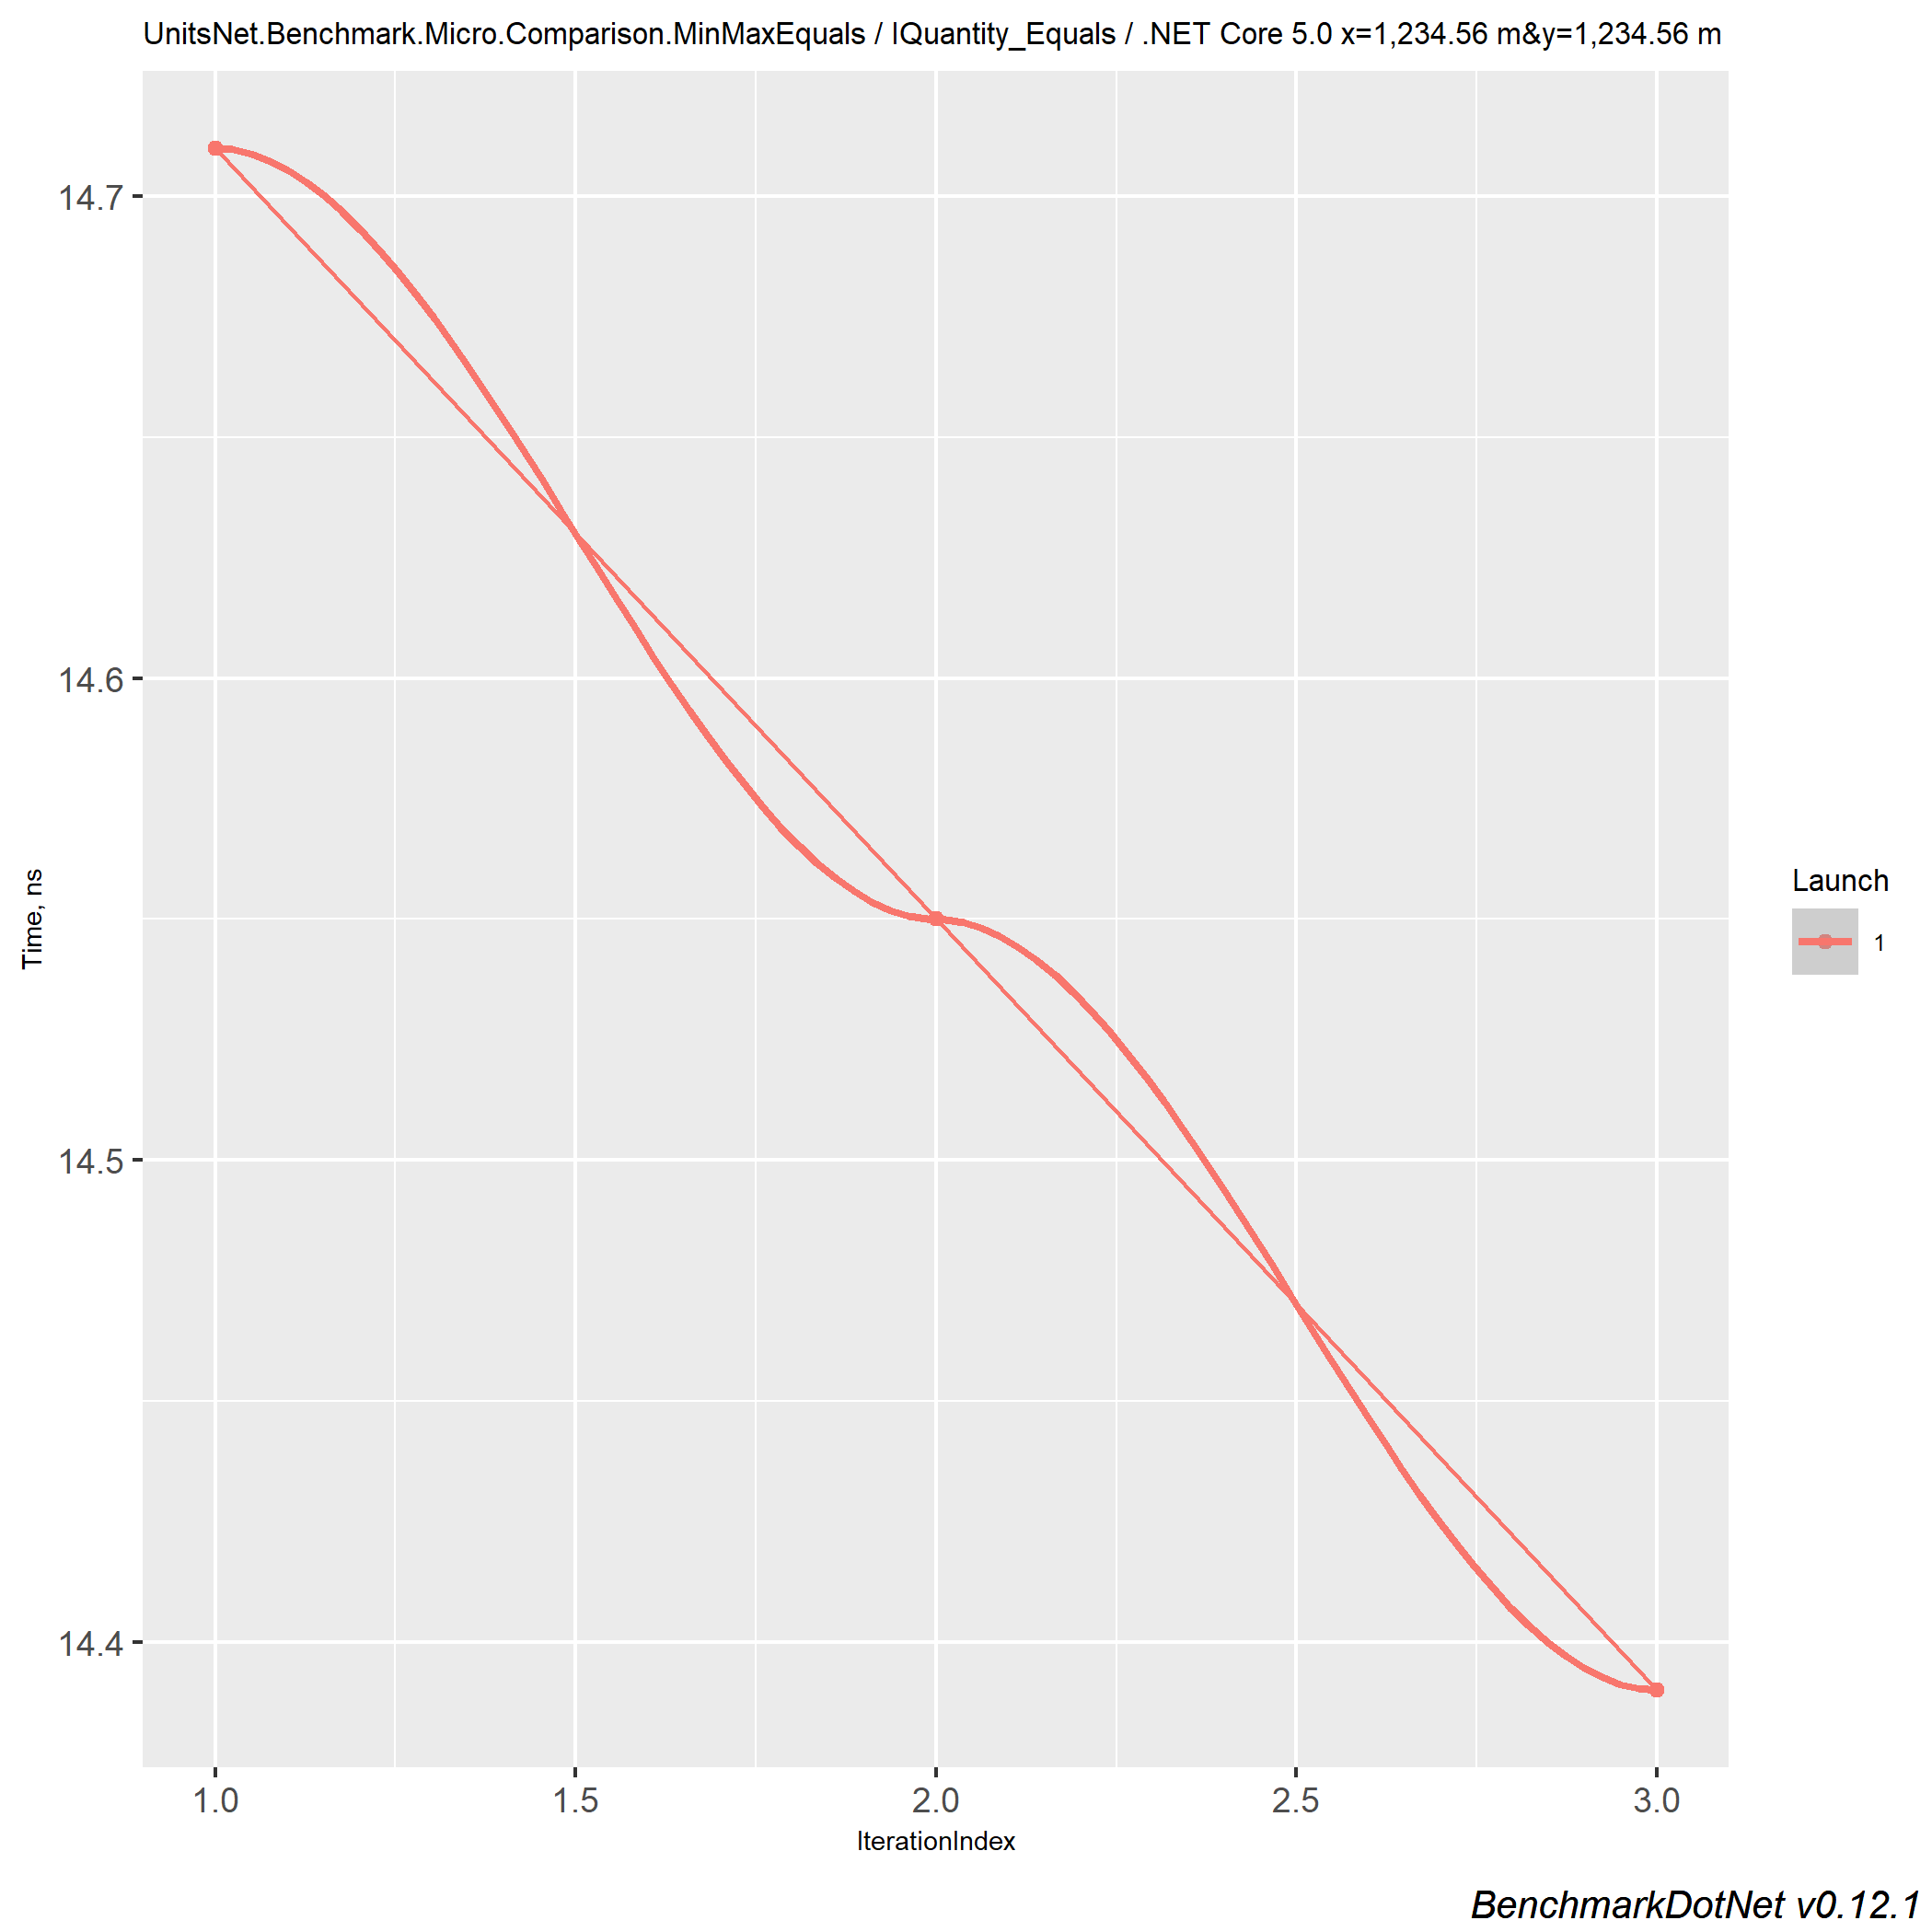 UnitsNet.Benchmark.Micro.Comparison.MinMaxEquals / IQuantity_Equals / .NET Core 5.0 x=1,234.56 m&y=1,234.56 m
14.7
14.6
14.5
14.4
Time, ns
1.0 1.5 2.0 2.5 3.0
IterationIndex
Launch
1
BenchmarkDotNet v0.12.1